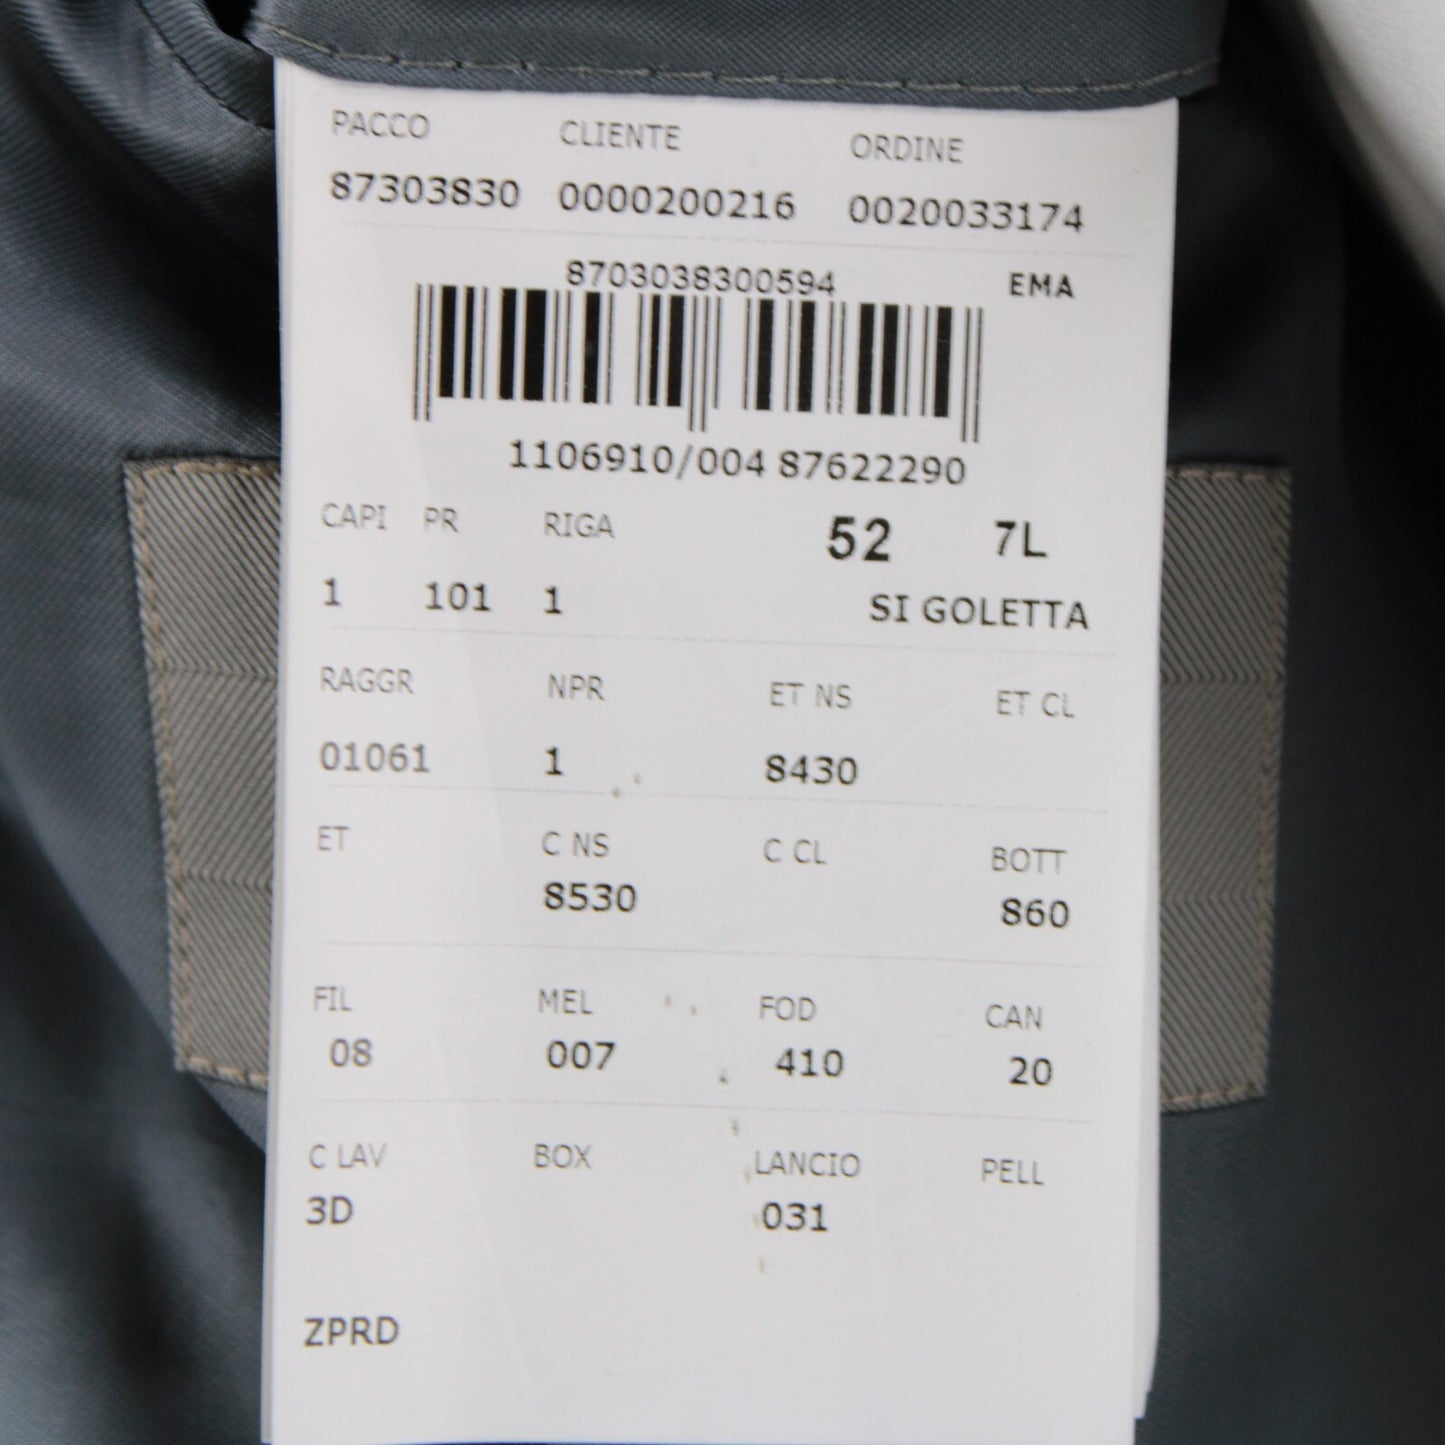 PACCO CLIENTE ORDINE
87303830 0000200216 0020033174
8703038300594 EMA
1106910/004 87622290
CAPI PR RIGA 52 7L
1 101 1 SI GOLETTA
RAGGR NPR ET NS ET CL
01061 1 8430
ET C NS C CL BOTT
8530 860
FIL MEL FOD CAN
08 007 410 20
C LAV BOX LANCIO PELL
3D 031
ZPRD